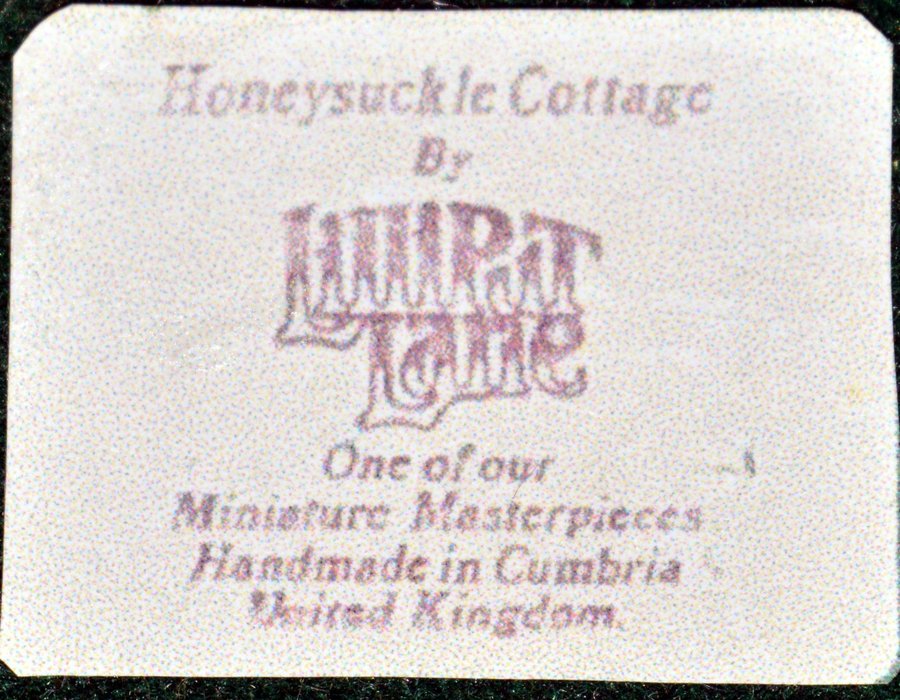 Honeysuckle Cottage
By
LILLIPUT
Lane
One of our
Miniature Masterpieces
Handmade in Cumbria
United Kingdom.